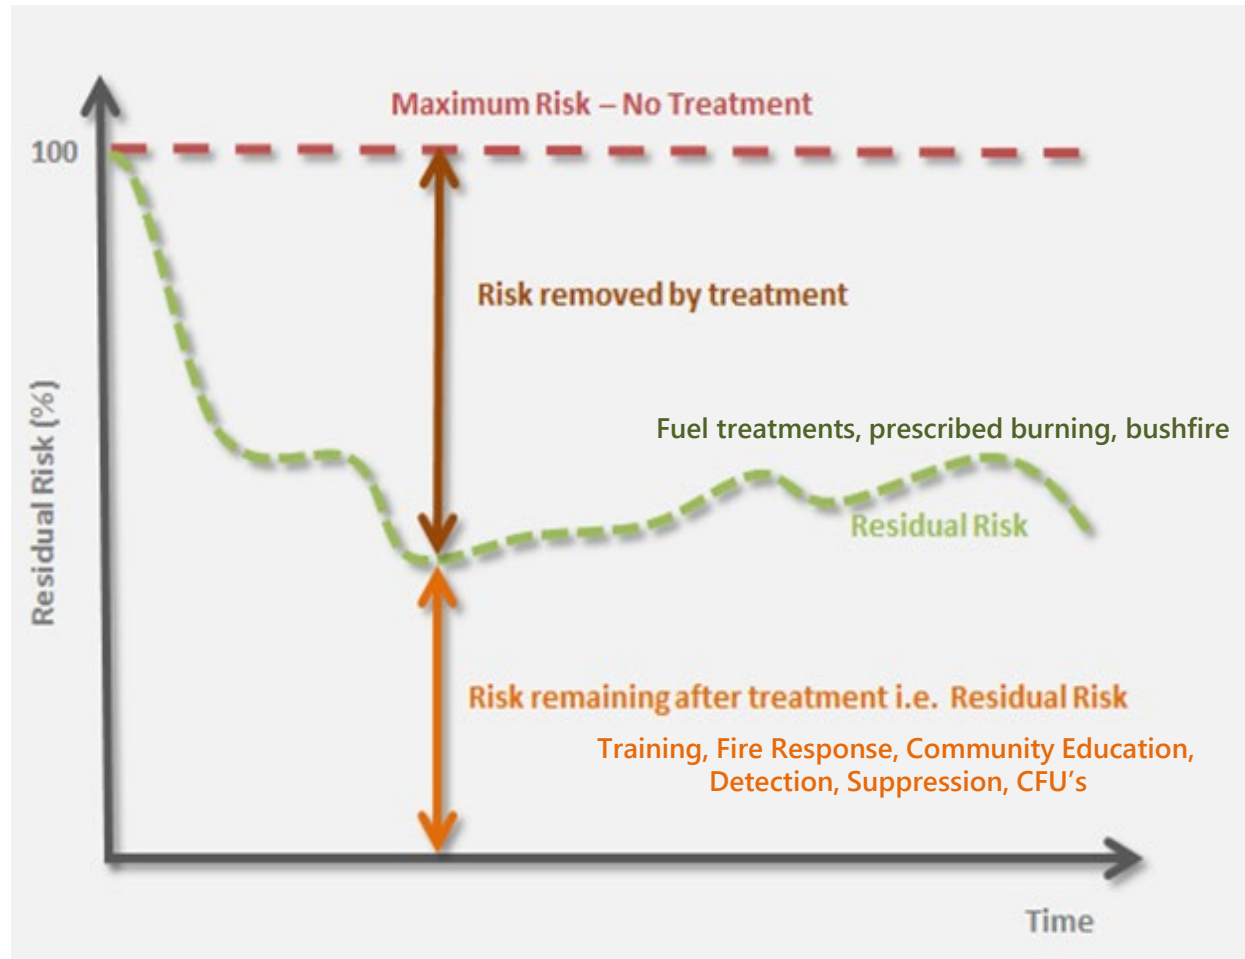 Maximum Risk – No Treatment
100
Risk removed by treatment
Residual Risk (%)
Fuel treatments, prescribed burning, bushfire
Residual Risk
Risk remaining after treatment i.e. Residual Risk
Training, Fire Response, Community Education,
Detection, Suppression, CFU's
Time